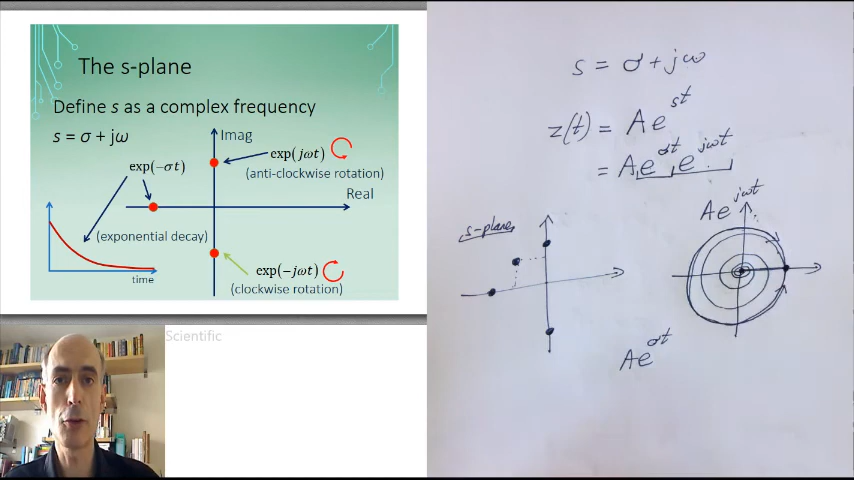 The s-plane
Define s as a complex frequency
s = σ + jω
Imag
exp(−σt)
exp(jωt)
(anti-clockwise rotation)
Real
(exponential decay)
exp(−jωt)
(clockwise rotation)
time
Scientific
s = σ + jω
z(t) = Ae^{st}
= Ae^{σt} e^{jωt}
s-plane
Ae^{jωt}
Ae^{σt}